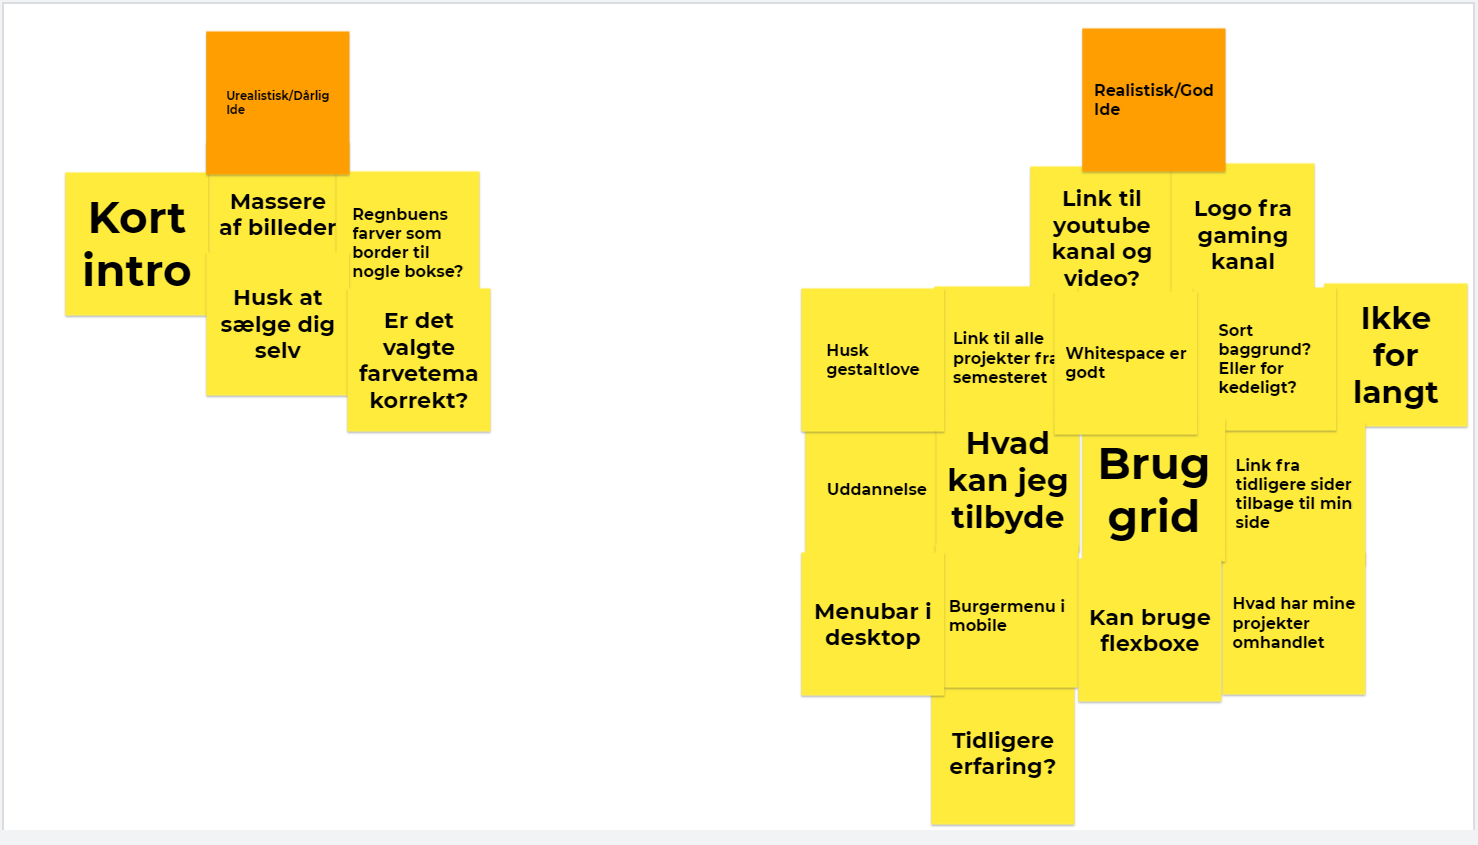 Urealistisk/Dårlig
Ide
Kort
intro
Massere
af billeder
Regnbuens
farver som
border til
nogle bokse?
Husk at
sælge dig
selv
Er det
valgte
farvetema
korrekt?
Realistisk/God
Ide
Link til
youtube
kanal og
video?
Logo fra
gaming
kanal
Husk
gestaltlove
Link til alle
projekter fra
semesteret
Whitespace er
godt
Sort
baggrund?
Eller for
kedeligt?
Ikke
for
langt
Uddannelse
Hvad
kan jeg
tilbyde
Brug
grid
Link fra
tidligere sider
tilbage til min
side
Menubar i
desktop
Burgermenu i
mobile
Kan bruge
flexboxe
Hvad har mine
projekter
omhandlet
Tidligere
erfaring?